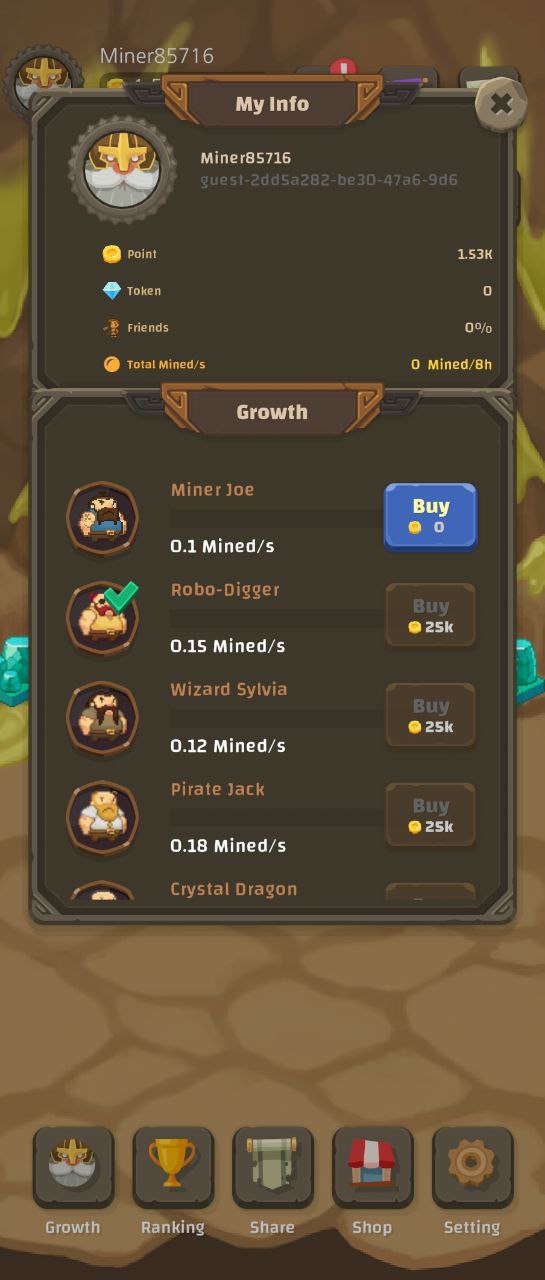 Miner85716
My Info
Miner85716
guest-2dd5a282-be30-47a6-9d6
Point 1.53K
Token 0
Friends 0%
Total Mined/s 0 Mined/8h
Growth
Miner Joe
Buy
0
0.1 Mined/s
Robo-Digger
Buy
25k
0.15 Mined/s
Wizard Sylvia
Buy
25k
0.12 Mined/s
Pirate Jack
Buy
25k
0.18 Mined/s
Crystal Dragon
Growth Ranking Share Shop Setting